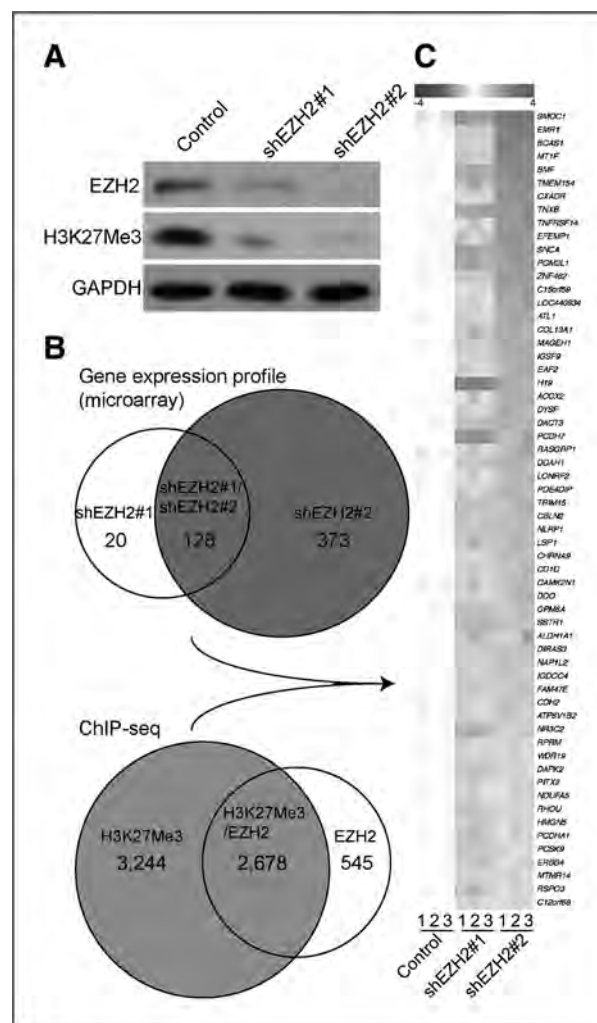 A
Control
shEZH2#1
shEZH2#2
EZH2
H3K27Me3
GAPDH
B
Gene expression profile
(microarray)
shEZH2#1
20
shEZH2#1/
shEZH2#2
128
shEZH2#2
373
ChIP-seq
H3K27Me3
3,244
H3K27Me3
/EZH2
2,678
EZH2
545
C
-4
4
SMOC1
EMR1
BCAS1
MT1F
BMF
TMEM154
CXADR
TNXB
TNFRSF14
EFEMP1
SNCA
PGM2L1
ZNF462
C15orf59
LOC440934
ATL1
COL13A1
MAGEH1
IGSF9
EAF2
H19
ACOX2
DYSF
DACT3
PCDH7
RASGRP1
DDAH1
LONRF2
PDE4DIP
TRIM15
CBLN2
NLRP1
LSP1
CHRNA9
CD1D
CAMK2N1
DDO
GPM6A
SSTR1
ALDH1A1
DIRAS3
NAP1L2
IGDCC4
FAM47E
CDH2
ATP6V1B2
NR3C2
RPRM
WDR19
DAPK2
PITX2
NDUFA5
RHOU
HMGN5
PCDHA1
PCSK9
ERBB4
MTMR14
RSPO3
C12orf68
1 2 3 1 2 3 1 2 3
Control
shEZH2#1
shEZH2#2